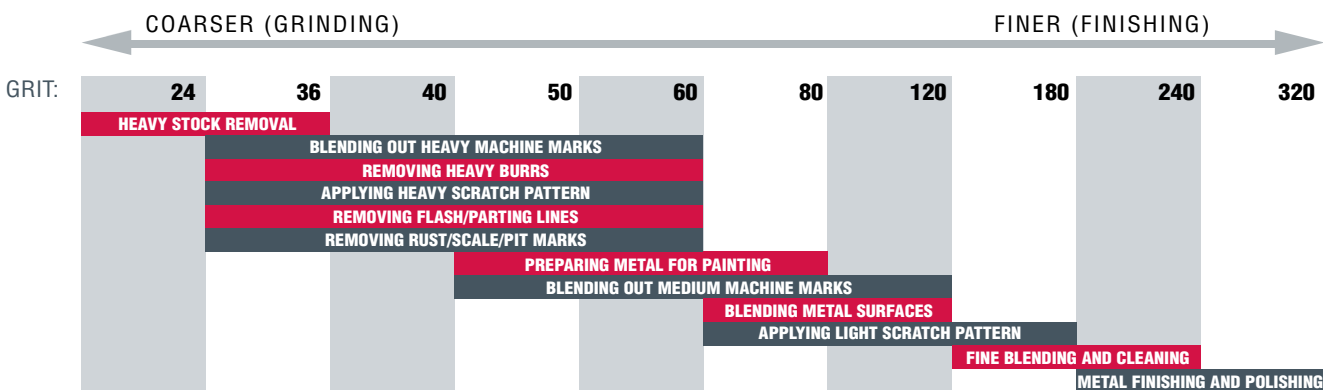 COARSER (GRINDING) FINER (FINISHING)
GRIT: 24 36 40 50 60 80 120 180 240 320
HEAVY STOCK REMOVAL
BLENDING OUT HEAVY MACHINE MARKS
REMOVING HEAVY BURRS
APPLYING HEAVY SCRATCH PATTERN
REMOVING FLASH/PARTING LINES
REMOVING RUST/SCALE/PIT MARKS
PREPARING METAL FOR PAINTING
BLENDING OUT MEDIUM MACHINE MARKS
BLENDING METAL SURFACES
APPLYING LIGHT SCRATCH PATTERN
FINE BLENDING AND CLEANING
METAL FINISHING AND POLISHING